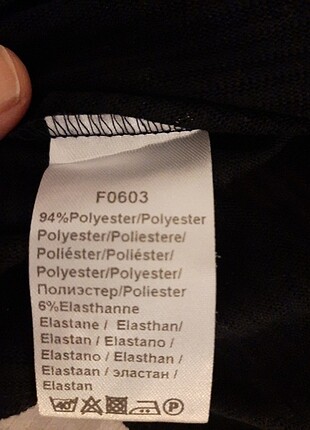 F0603
94%Polyester/Polyester
Polyester/Poliestere/
Poliéster/Poliéster/
Polyester/Polyester/
Полиэстер/Poliester
6%Elasthanne
Elastane / Elasthan/
Elastan / Elastano /
Elastano / Elasthan /
Elastaan / эластан /
Elastan
40 P